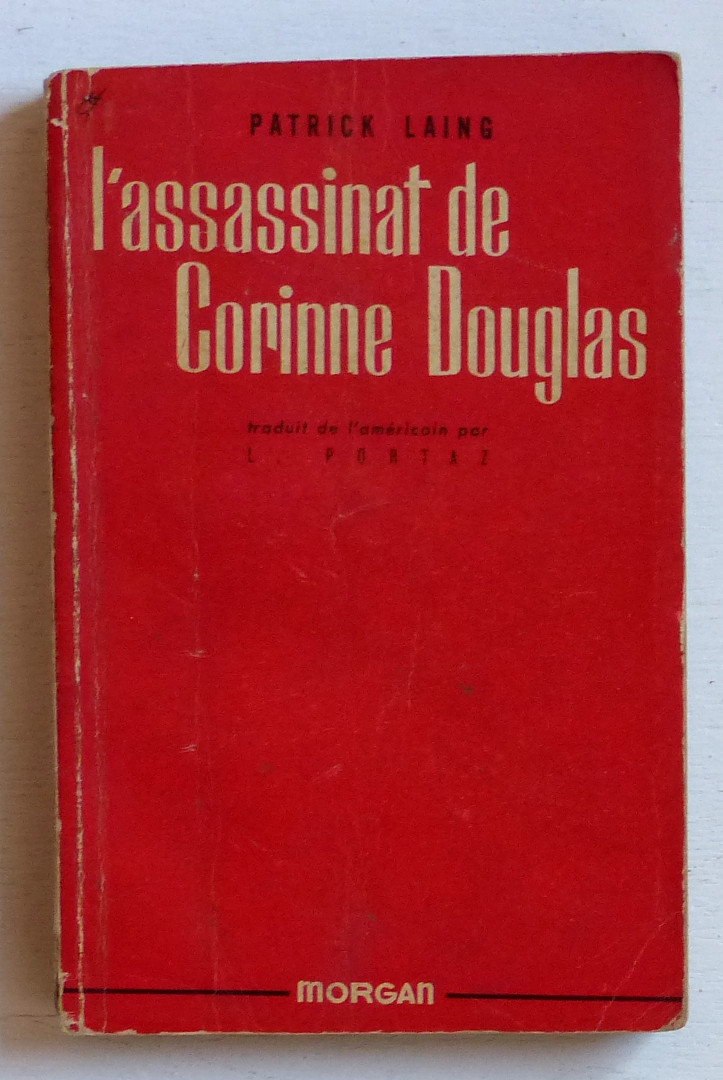 PATRICK LAING
l'assassinat de
Corinne Douglas
traduit de l'américain par
L. PORTAZ
MORGAN